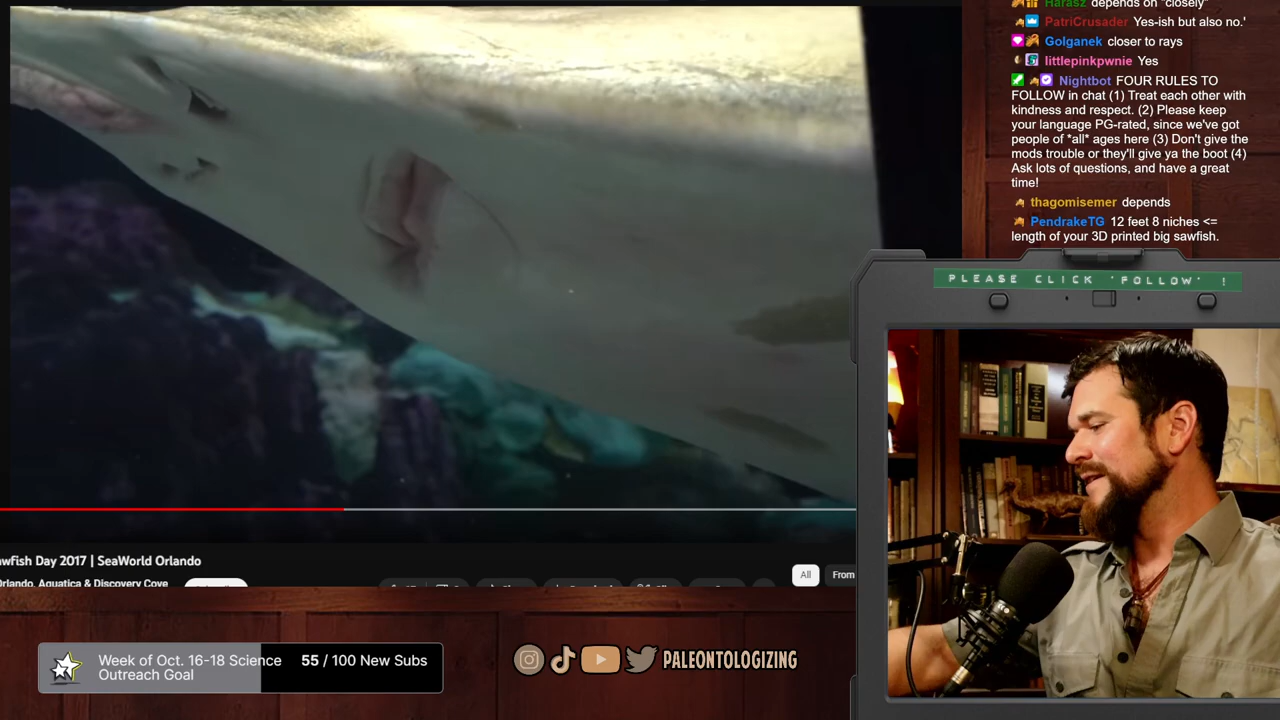 Harasz depends on "closely"
PatriCrusader Yes-ish but also no.'
Golganek closer to rays
littlepinkpwnie Yes
Nightbot FOUR RULES TO
FOLLOW in chat (1) Treat each other with
kindness and respect. (2) Please keep
your language PG-rated, since we've got
people of *all* ages here (3) Don't give the
mods trouble or they'll give ya the boot (4)
Ask lots of questions, and have a great
time!
thagomisemer depends
PendrakeTG 12 feet 8 niches <=
length of your 3D printed big sawfish.
PLEASE CLICK 'FOLLOW' !
awfish Day 2017 | SeaWorld Orlando
Orlando, Aquatica & Discovery Cove
All
From
Week of Oct. 16-18 Science
Outreach Goal
55 / 100 New Subs
PALEONTOLOGIZING